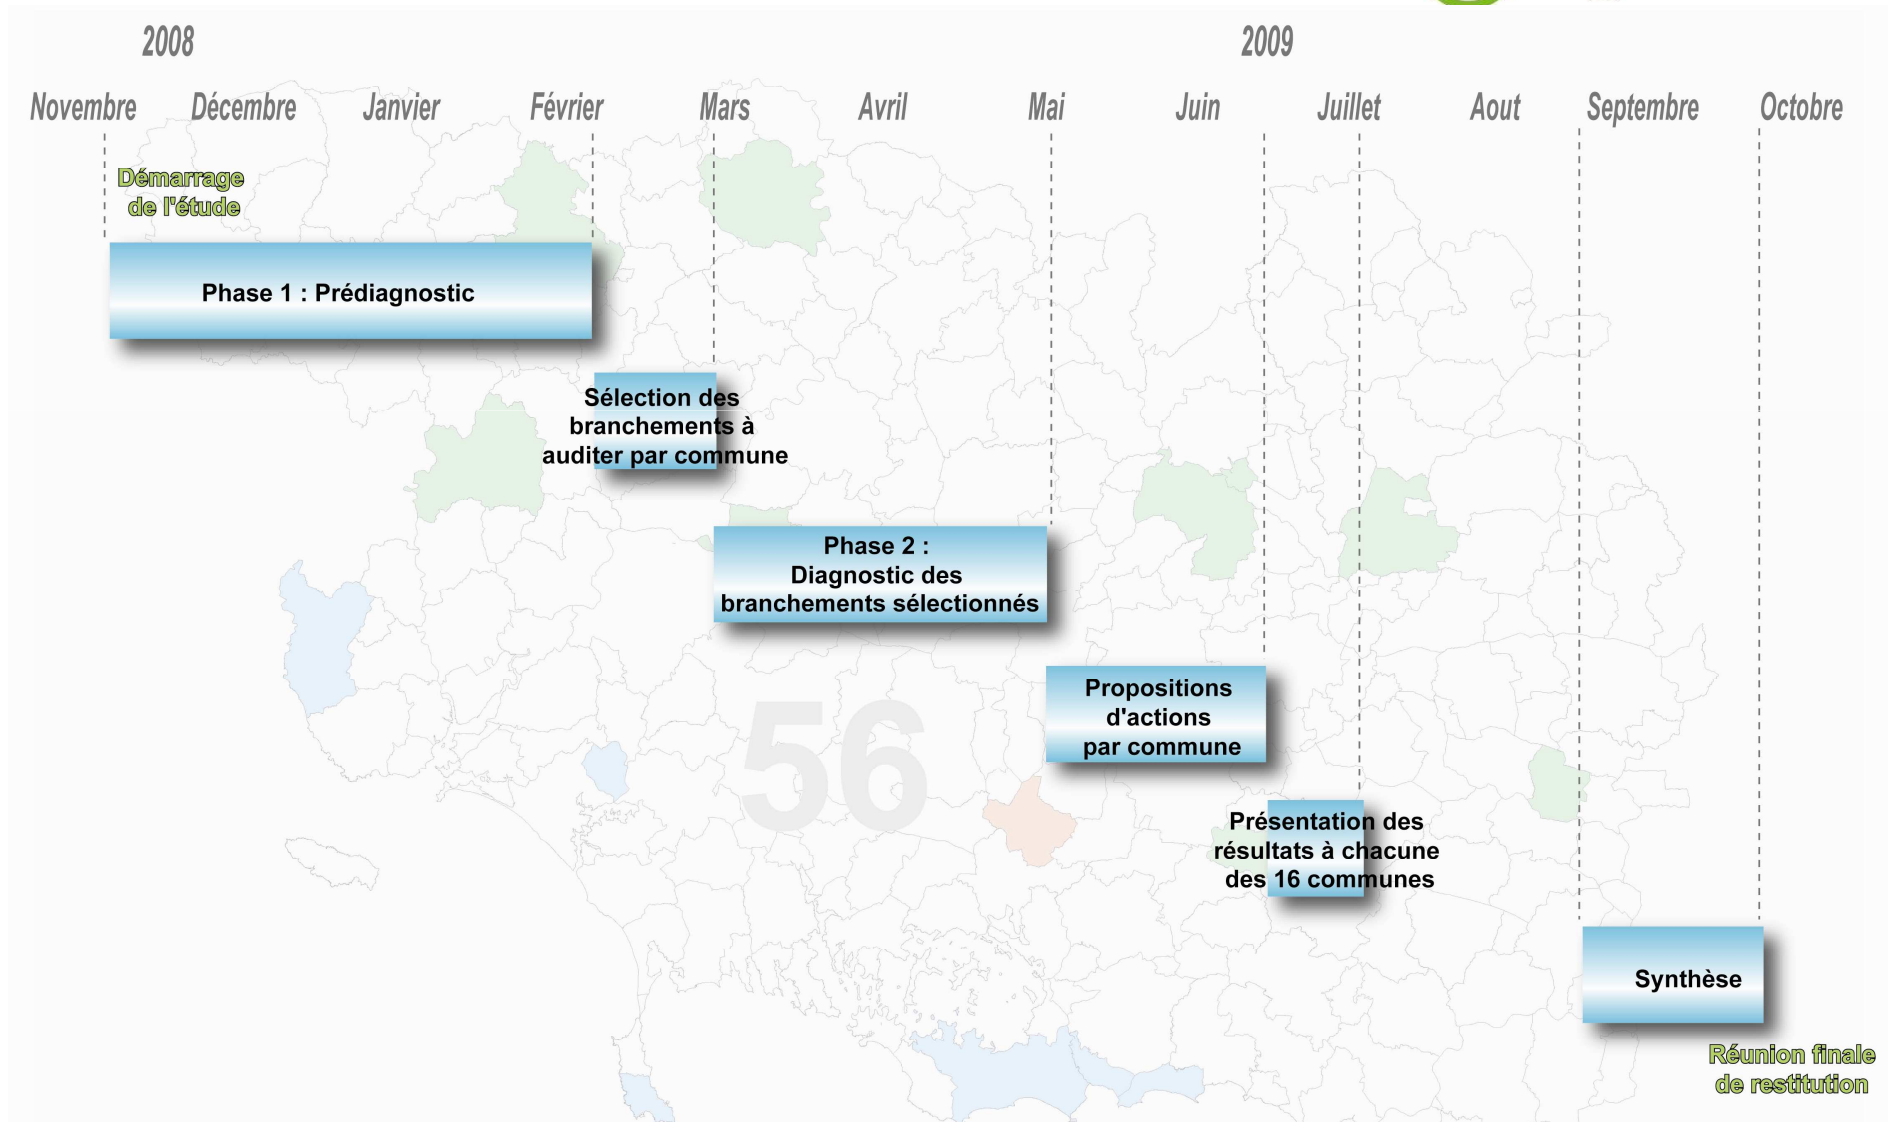 2008
2009
Novembre Décembre Janvier Février Mars Avril Mai Juin Juillet Aout Septembre Octobre
Démarrage
de l'étude
Phase 1 : Prédiagnostic
Sélection des
branchements à
auditer par commune
Phase 2 :
Diagnostic des
branchements sélectionnés
Propositions
d'actions
par commune
56
Présentation des
résultats à chacune
des 16 communes
Synthèse
Réunion finale
de restitution